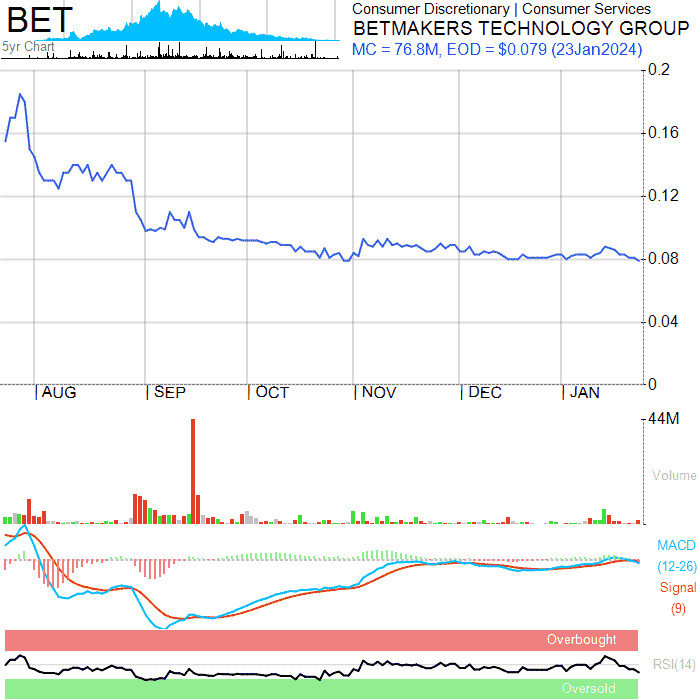 BET
5yr Chart
Consumer Discretionary | Consumer Services
BETMAKERS TECHNOLOGY GROUP
MC = 76.8M, EOD = $0.079 (23Jan2024)
0.2
0.16
0.12
0.08
0.04
0
AUG SEP OCT NOV DEC JAN
44M
Volume
MACD
(12-26)
Signal
(9)
Overbought
RSI(14)
Oversold